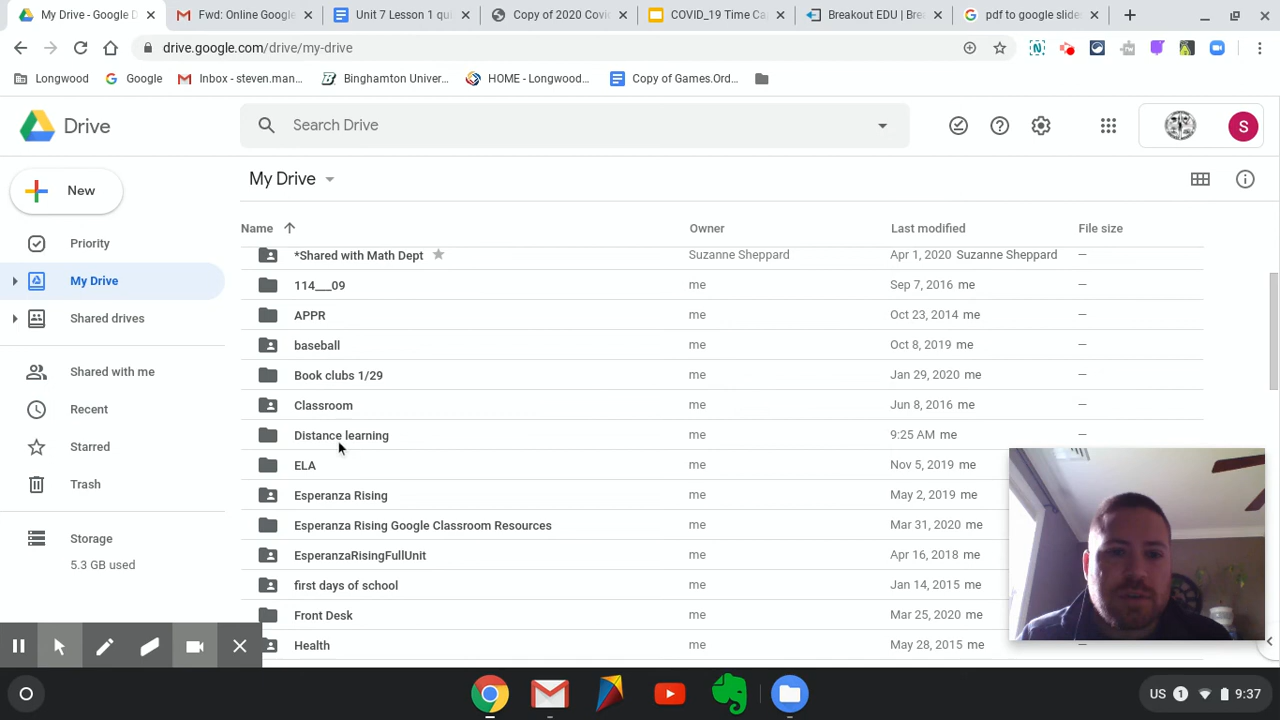 My Drive - Google D
Fwd: Online Google
Unit 7 Lesson 1 qui
Copy of 2020 Covi
COVID_19 Time Ca
Breakout EDU | Bre
pdf to google slide
drive.google.com/drive/my-drive
Longwood
Google
Inbox - steven.man...
Binghamton Univer...
HOME - Longwood...
Copy of Games.Ord...
Drive
Search Drive
S
New
My Drive
Priority
My Drive
Shared drives
Shared with me
Recent
Starred
Trash
Storage
5.3 GB used
Name Owner Last modified File size
*Shared with Math Dept Suzanne Sheppard Apr 1, 2020 Suzanne Sheppard —
114___09 me Sep 7, 2016 me —
APPR me Oct 23, 2014 me —
baseball me Oct 8, 2019 me —
Book clubs 1/29 me Jan 29, 2020 me —
Classroom me Jun 8, 2016 me —
Distance learning me 9:25 AM me —
ELA me Nov 5, 2019 me
Esperanza Rising me May 2, 2019 me
Esperanza Rising Google Classroom Resources me Mar 31, 2020 me
EsperanzaRisingFullUnit me Apr 16, 2018 me
first days of school me Jan 14, 2015 me
Front Desk me Mar 25, 2020 me
Health me May 28, 2015 me —
US 1 9:37